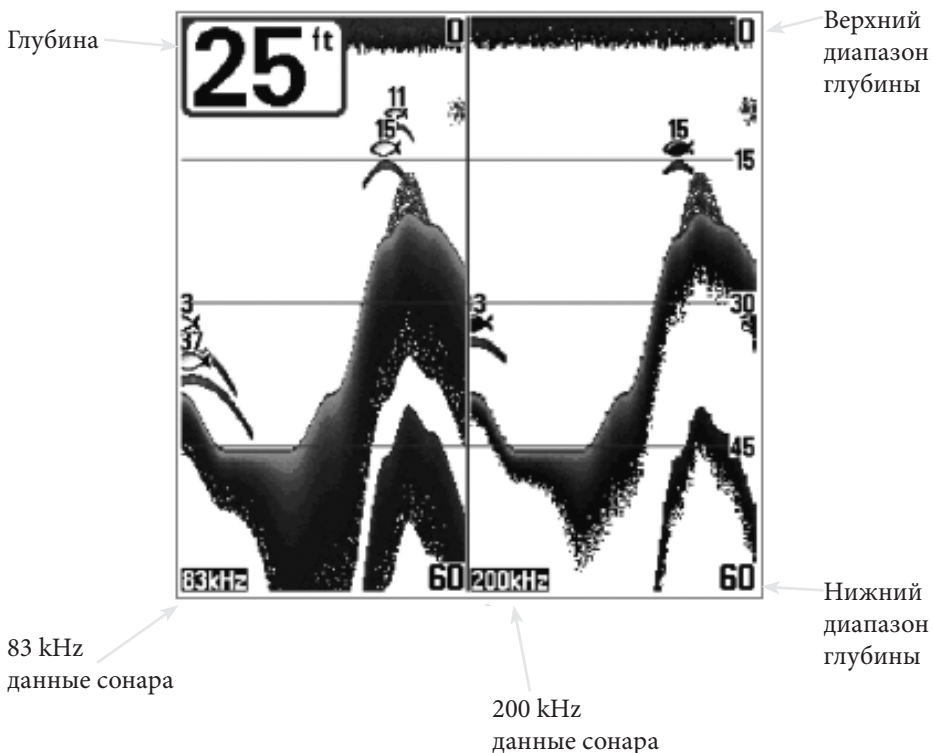 Глубина
Верхний
диапазон
глубины
25 ft
0
0
11
15
15
15
3
3
30
37
45
83kHz
60
200kHz
60
Нижний
диапазон
глубины
83 kHz
данные сонара
200 kHz
данные сонара